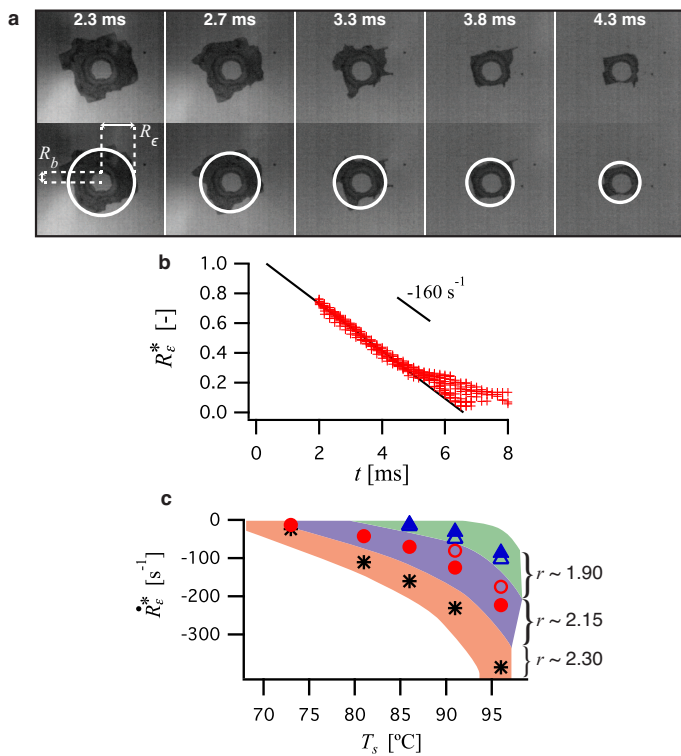 a
2.3 ms 2.7 ms 3.3 ms 3.8 ms 4.3 ms
R_ϵ
R_b
b
1.0
0.8
0.6
0.4
0.2
0.0
R*_ε [-]
-160 s⁻¹
0 2 4 6 8
t [ms]
c
0
-100
-200
-300
Ṙ*_ε [s⁻¹]
r ~ 1.90
r ~ 2.15
r ~ 2.30
70 75 80 85 90 95
T_s [ºC]